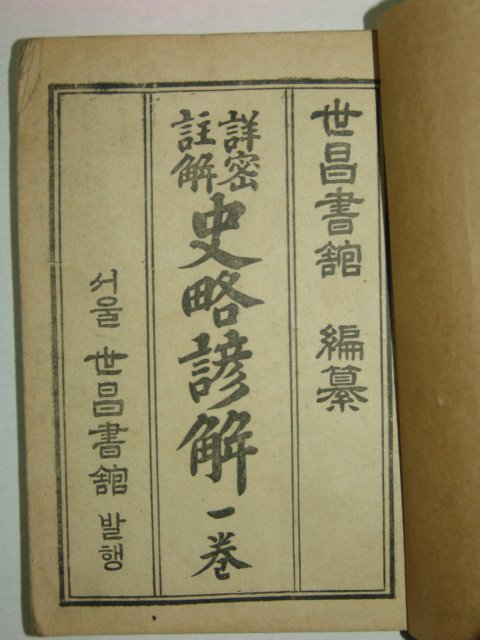 世昌書舘 編纂
詳密
註解
史略諺解 一卷
서울 世昌書舘 발행